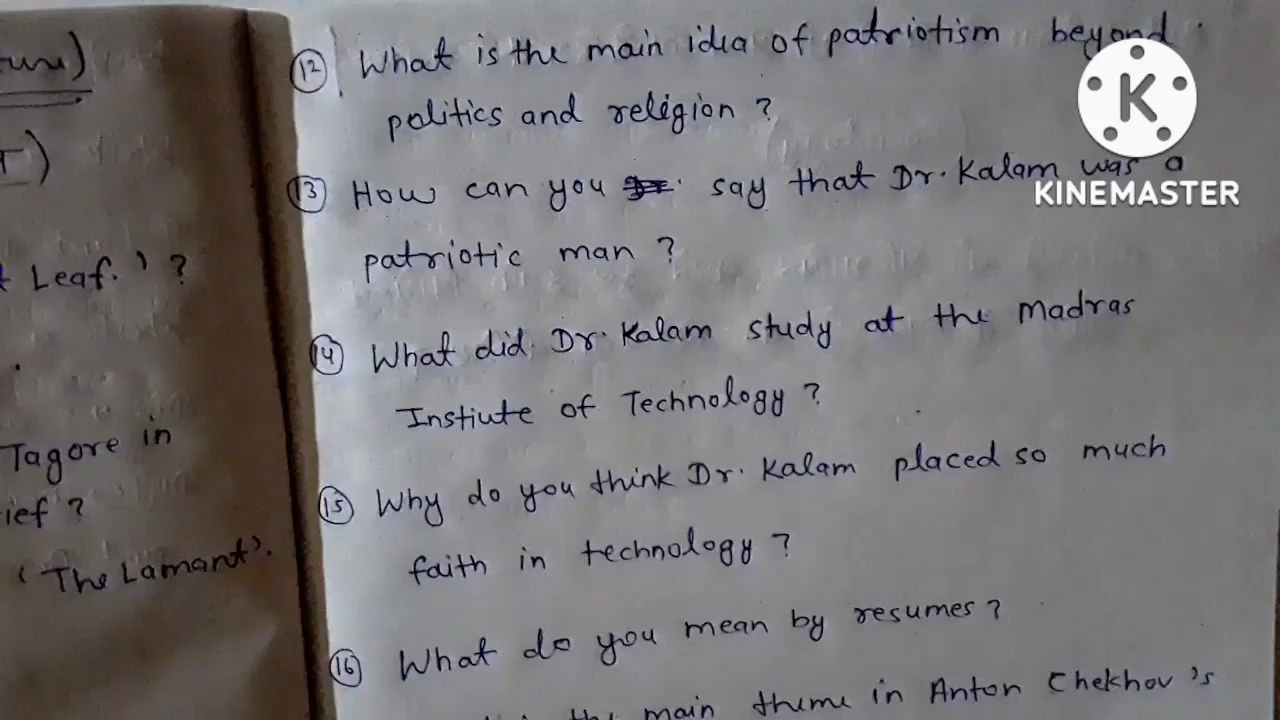 ture)
T)
Leaf.' ?
Tagore in
ief ?
'The Lamant'.
12 What is the main idea of patriotism beyond
politics and religion ?
13 How can you say that Dr. Kalam was a
patriotic man ?
14 What did Dr. Kalam study at the Madras
Instiute of Technology ?
15 Why do you think Dr. Kalam placed so much
faith in technology ?
16 What do you mean by resumes ?
the main theme in Anton Chekhov's
K
KINEMASTER